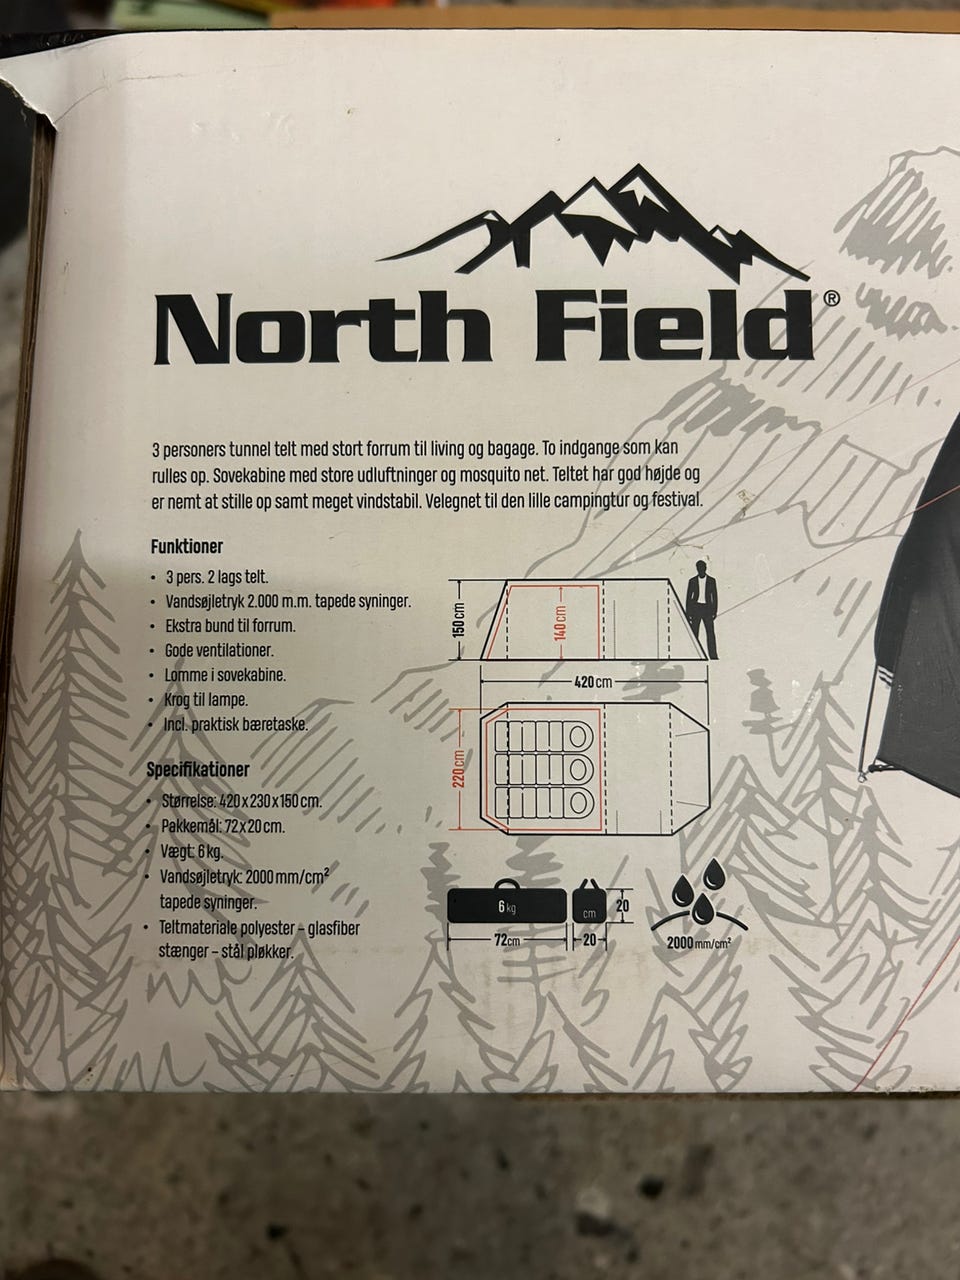 North Field®
3 personers tunnel telt med stort forrum til living og bagage. To indgange som kan
rulles op. Sovekabine med store udluftninger og mosquito net. Teltet har god højde og
er nemt at stille op samt meget vindstabil. Velegnet til den lille campingtur og festival.
Funktioner
• 3 pers. 2 lags telt.
• Vandsøjletryk 2.000 m.m. tapede syninger.
• Ekstra bund til forrum.
• Gode ventilationer.
• Lomme i sovekabine.
• Krog til lampe.
• Incl. praktisk bæretaske.
Specifikationer
• Størrelse: 420 x 230 x 150 cm.
• Pakkemål: 72 x 20 cm.
• Vægt: 6 kg.
• Vandsøjletryk: 2000 mm/cm²
tapede syninger.
• Teltmateriale polyester – glasfiber
stænger – stål pløkker.
150 cm
140 cm
420 cm
220 cm
6 kg
cm
20
72cm
20
2000 mm/cm²